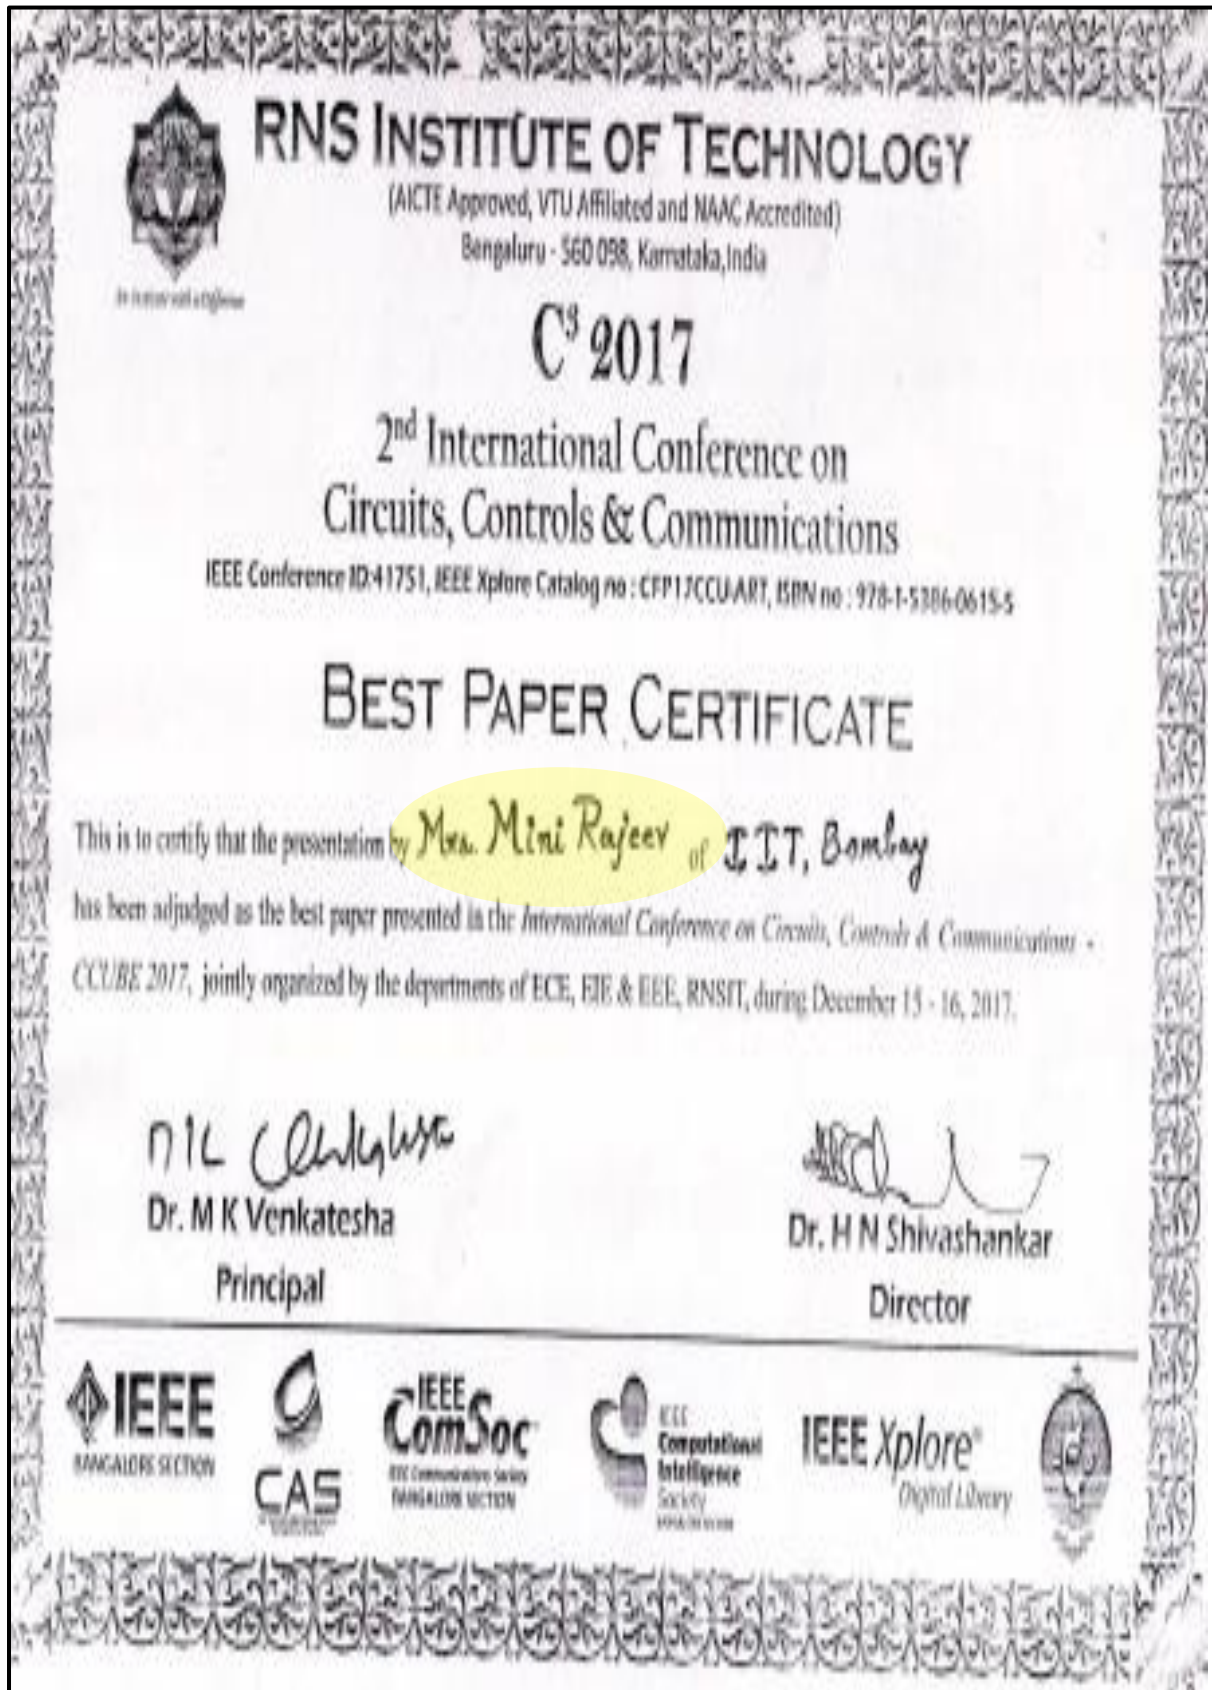 RNS INSTITUTE OF TECHNOLOGY
(AICTE Approved, VTU Affiliated and NAAC Accredited)
Bengaluru - 560 098, Karnataka,India
C³ 2017
2nd International Conference on
Circuits, Controls & Communications
IEEE Conference ID:41751, IEEE Xplore Catalog no : CFP17CCU-ART, ISBN no : 978-1-5386-0615-5
BEST PAPER CERTIFICATE
This is to certify that the presentation by Mrs. Mini Rajeev of IIT, Bombay
has been adjudged as the best paper presented in the International Conference on Circuits, Controls & Communications -
CCUBE 2017, jointly organized by the departments of ECE, EIE & EEE, RNSIT, during December 15 - 16, 2017.
Dr. M K Venkatesha
Principal
Dr. H N Shivashankar
Director
IEEE
BANGALORE SECTION
CAS
IEEE
ComSoc
IEEE Communications Society
BANGALORE SECTION
IEEE
Computational
Intelligence
Society
IEEE Xplore®
Digital Library